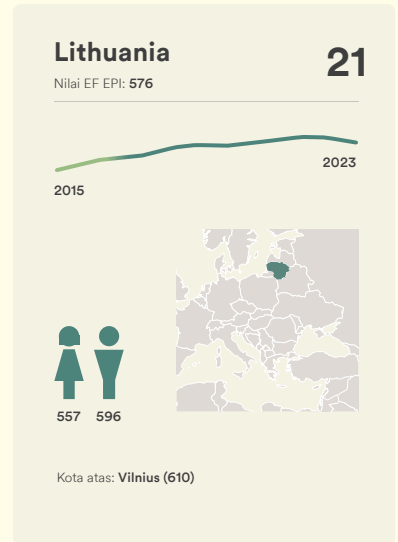 Lithuania
21
Nilai EF EPI: 576
2023
2015
557 596
Kota atas: Vilnius (610)